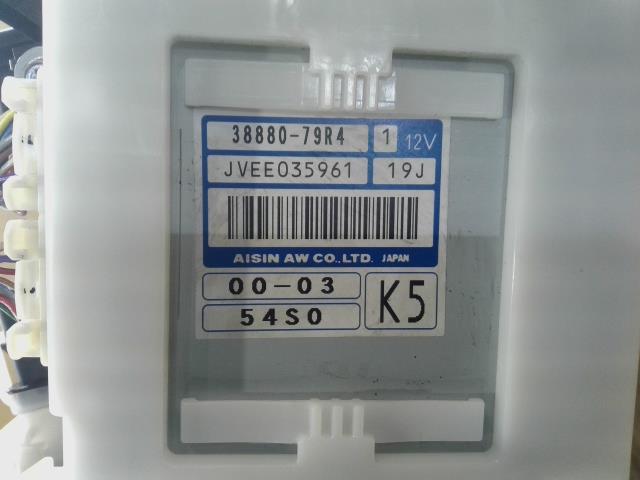 38880-79R4 1 12V
JVEE035961 19J
AISIN AW CO.,LTD. JAPAN
00-03
54S0 K5